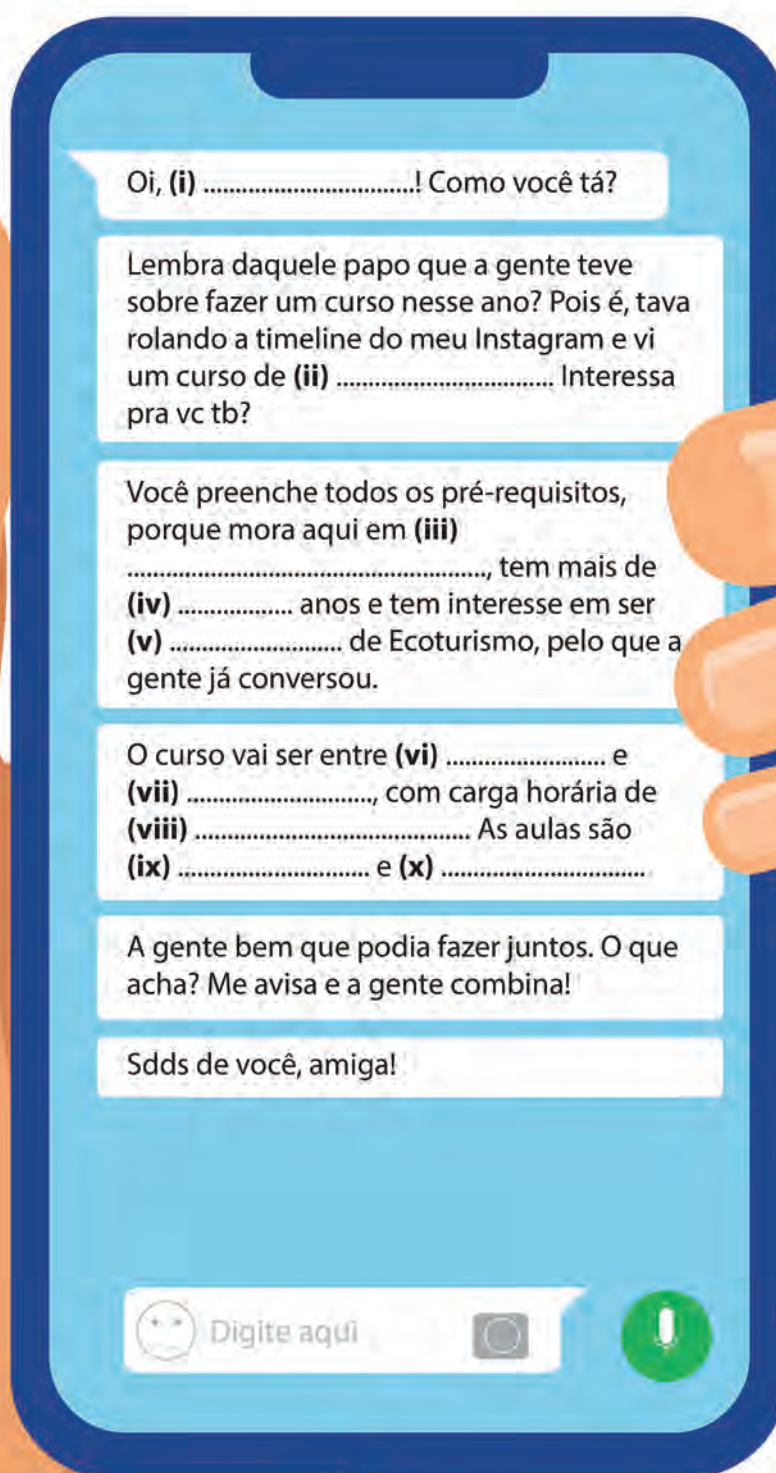 Oi, (i) .................................! Como você tá?
Lembra daquele papo que a gente teve
sobre fazer um curso nesse ano? Pois é, tava
rolando a timeline do meu Instagram e vi
um curso de (ii) .................................. Interessa
pra vc tb?
Você preenche todos os pré-requisitos,
porque mora aqui em (iii)
........................................................, tem mais de
(iv) .................. anos e tem interesse em ser
(v) ........................... de Ecoturismo, pelo que a
gente já conversou.
O curso vai ser entre (vi) ......................... e
(vii) ............................., com carga horária de
(viii) ........................................... As aulas são
(ix) .............................. e (x) ................................
A gente bem que podia fazer juntos. O que
acha? Me avisa e a gente combina!
Sdds de você, amiga!
Digite aqui